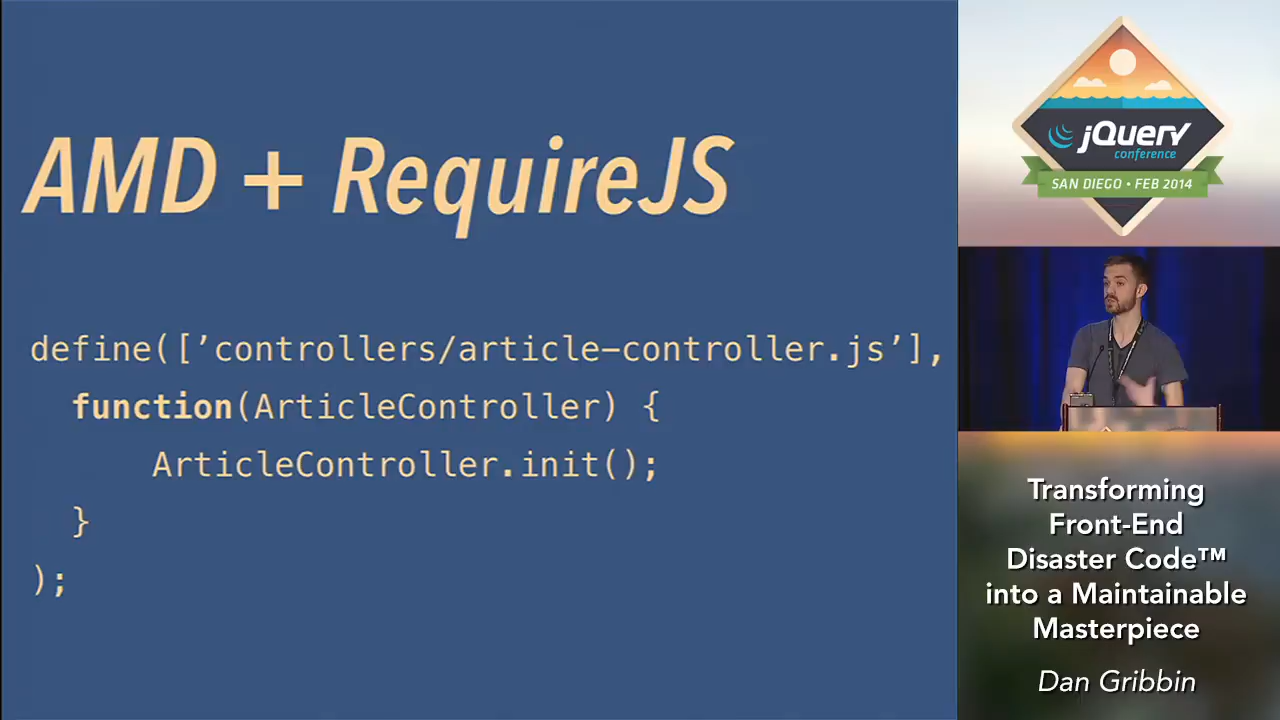 AMD + RequireJS
define([’controllers/article-controller.js’],
function(ArticleController) {
ArticleController.init();
}
);
jQuery
conference
SAN DIEGO • FEB 2014
Transforming
Front-End
Disaster Code™
into a Maintainable
Masterpiece
Dan Gribbin